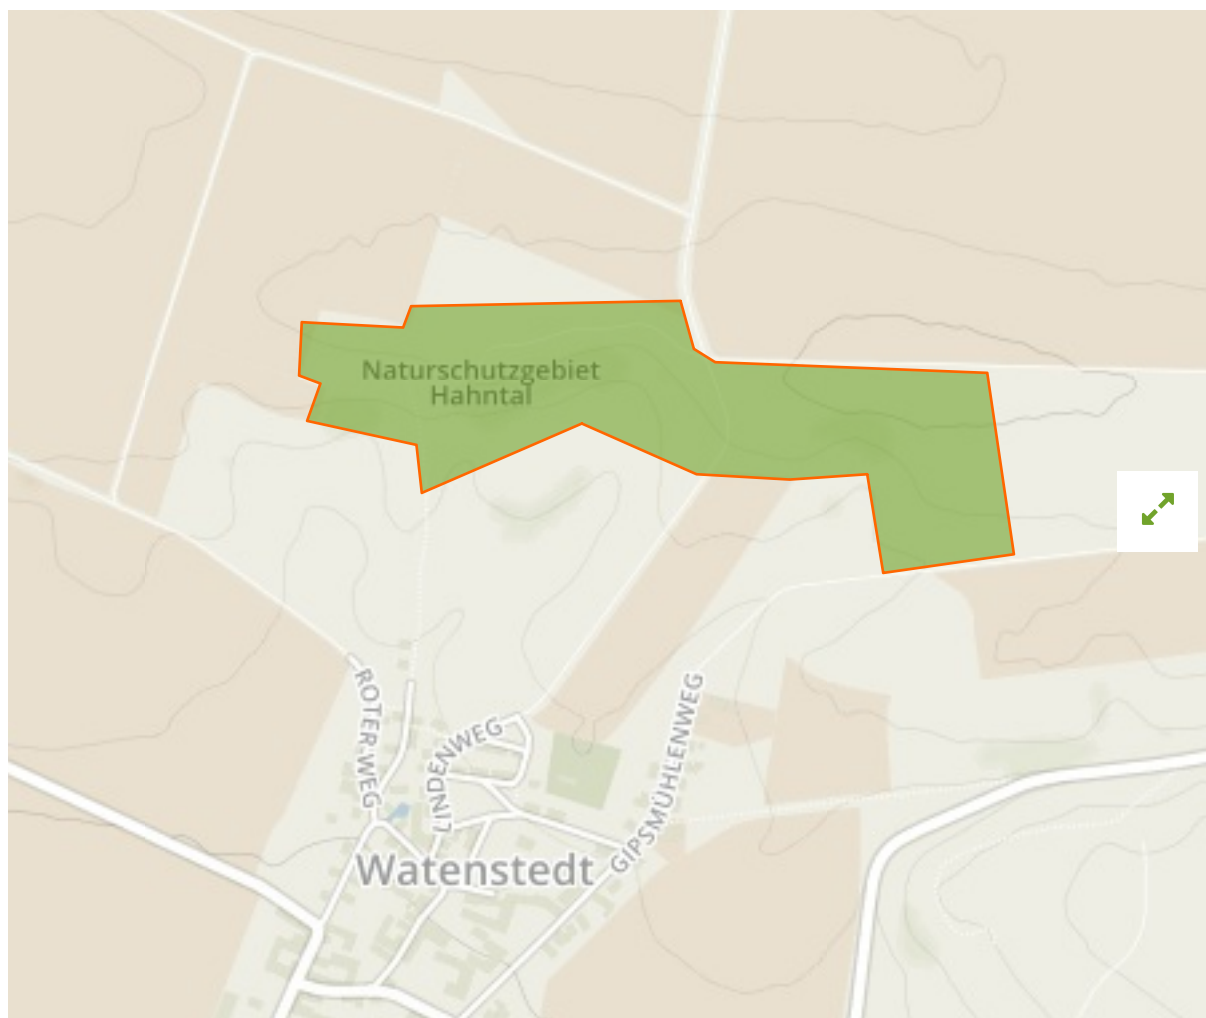 Naturschutzgebiet
Hahntal
ROTER WEG
LINDENWEG
GIPSMÜHLENWEG
Watenstedt